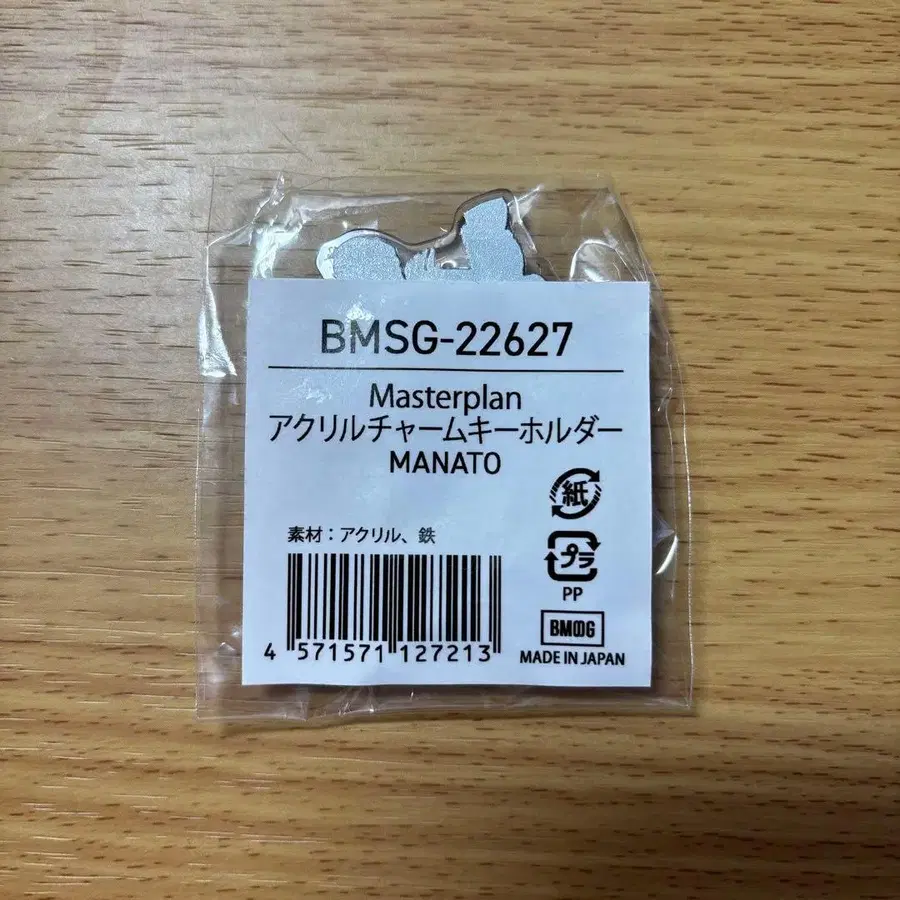 BMSG-22627
Masterplan
アクリルチャームキーホルダー
MANATO
紙
素材：アクリル、鉄
プラ
PP
BMSG
4 571571 127213
MADE IN JAPAN